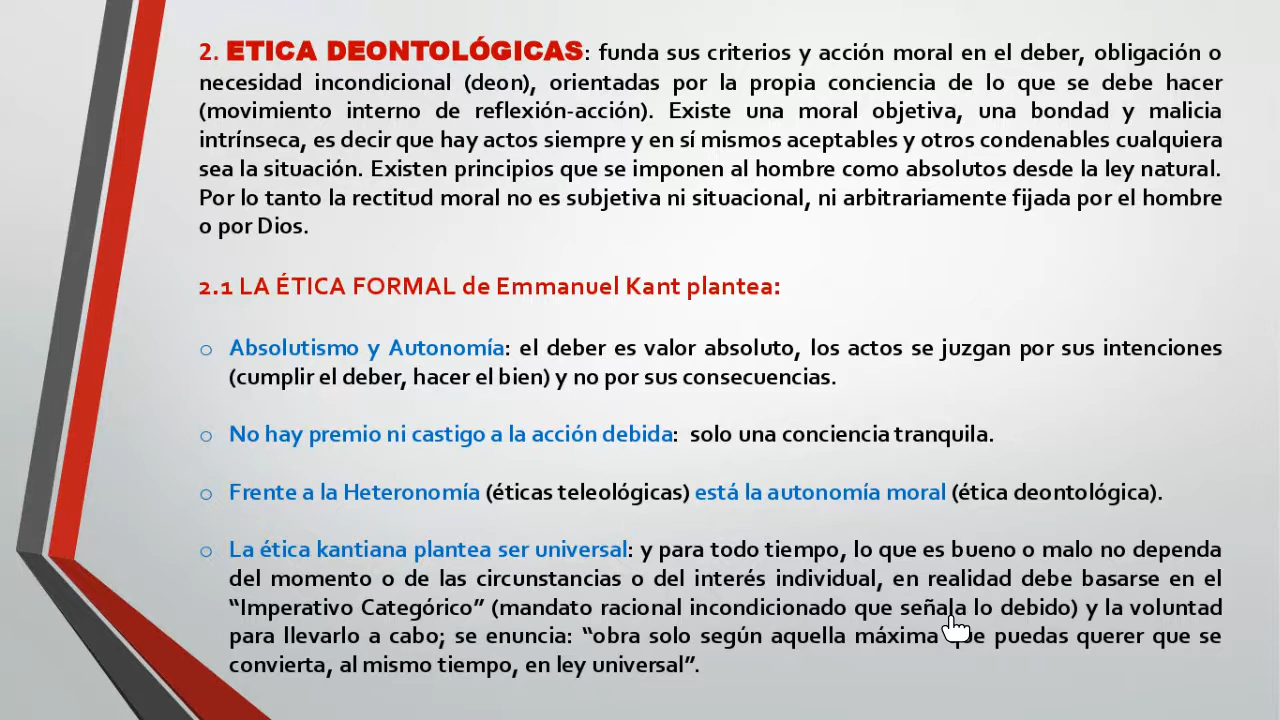 2. ETICA DEONTOLÓGICAS: funda sus criterios y acción moral en el deber, obligación o
necesidad incondicional (deon), orientadas por la propia conciencia de lo que se debe hacer
(movimiento interno de reflexión-acción). Existe una moral objetiva, una bondad y malicia
intrínseca, es decir que hay actos siempre y en sí mismos aceptables y otros condenables cualquiera
sea la situación. Existen principios que se imponen al hombre como absolutos desde la ley natural.
Por lo tanto la rectitud moral no es subjetiva ni situacional, ni arbitrariamente fijada por el hombre
o por Dios.
2.1 LA ÉTICA FORMAL de Emmanuel Kant plantea:
o Absolutismo y Autonomía: el deber es valor absoluto, los actos se juzgan por sus intenciones
(cumplir el deber, hacer el bien) y no por sus consecuencias.
o No hay premio ni castigo a la acción debida: solo una conciencia tranquila.
o Frente a la Heteronomía (éticas teleológicas) está la autonomía moral (ética deontológica).
o La ética kantiana plantea ser universal: y para todo tiempo, lo que es bueno o malo no dependa
del momento o de las circunstancias o del interés individual, en realidad debe basarse en el
“Imperativo Categórico” (mandato racional incondicionado que señala lo debido) y la voluntad
para llevarlo a cabo; se enuncia: “obra solo según aquella máxima que puedas querer que se
convierta, al mismo tiempo, en ley universal”.